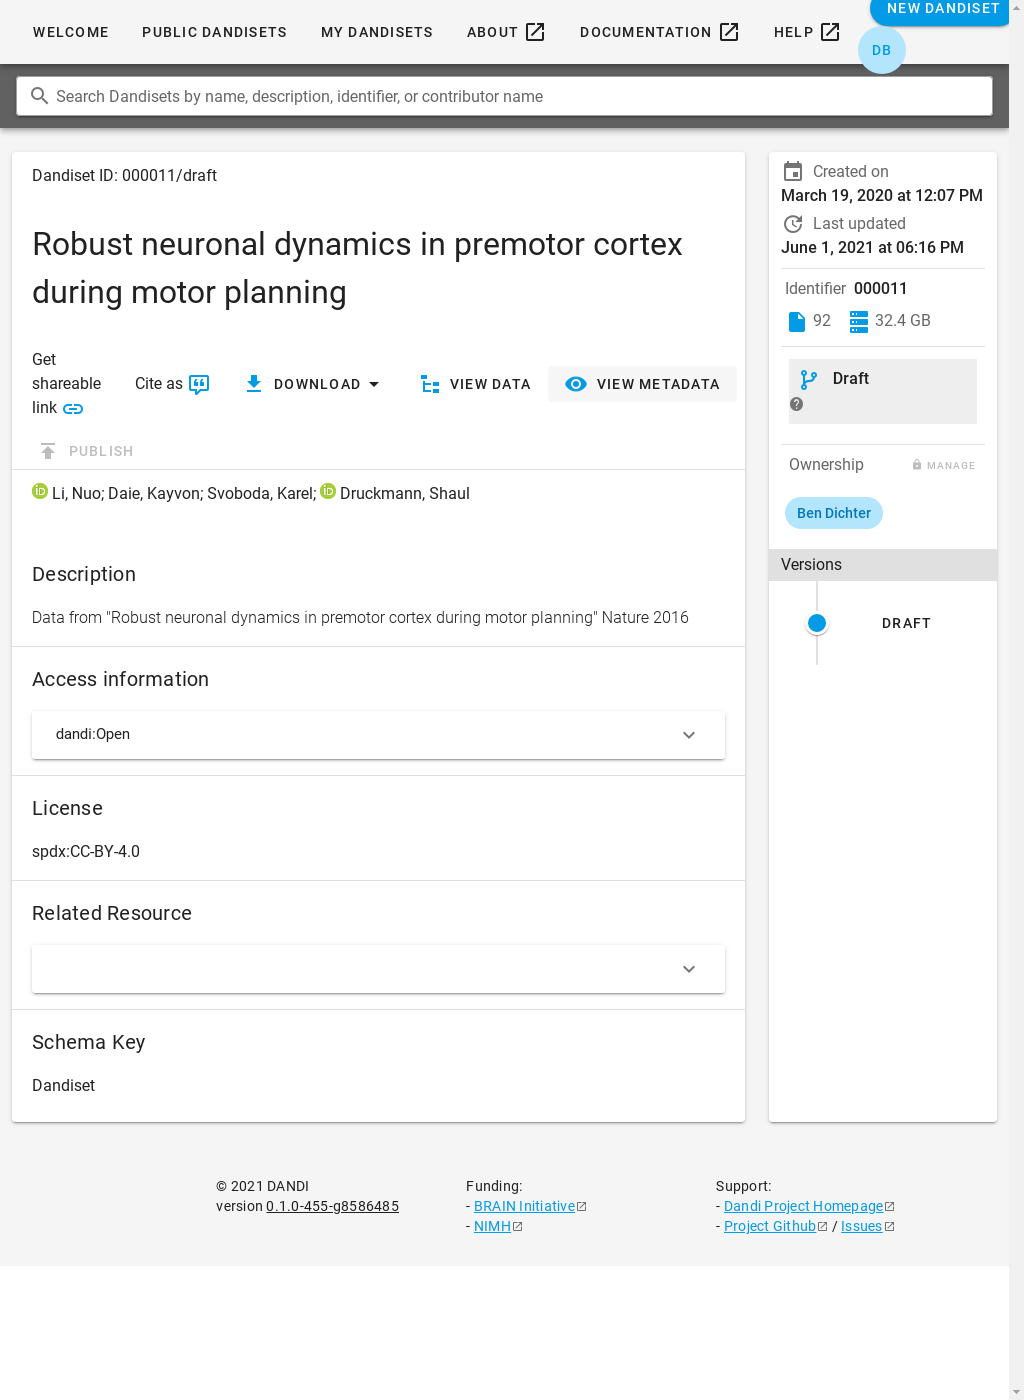 WELCOME PUBLIC DANDISETS MY DANDISETS ABOUT DOCUMENTATION HELP NEW DANDISET
DB
Search Dandisets by name, description, identifier, or contributor name
Dandiset ID: 000011/draft
Robust neuronal dynamics in premotor cortex
during motor planning
Get
shareable
link
Cite as
DOWNLOAD
VIEW DATA
VIEW METADATA
PUBLISH
iD Li, Nuo; Daie, Kayvon; Svoboda, Karel; iD Druckmann, Shaul
Description
Data from "Robust neuronal dynamics in premotor cortex during motor planning" Nature 2016
Access information
dandi:Open
License
spdx:CC-BY-4.0
Related Resource
Schema Key
Dandiset
Created on
March 19, 2020 at 12:07 PM
Last updated
June 1, 2021 at 06:16 PM
Identifier 000011
92 32.4 GB
Draft
Ownership MANAGE
Ben Dichter
Versions
DRAFT
© 2021 DANDI
version 0.1.0-455-g8586485
Funding:
- BRAIN Initiative
- NIMH
Support:
- Dandi Project Homepage
- Project Github / Issues